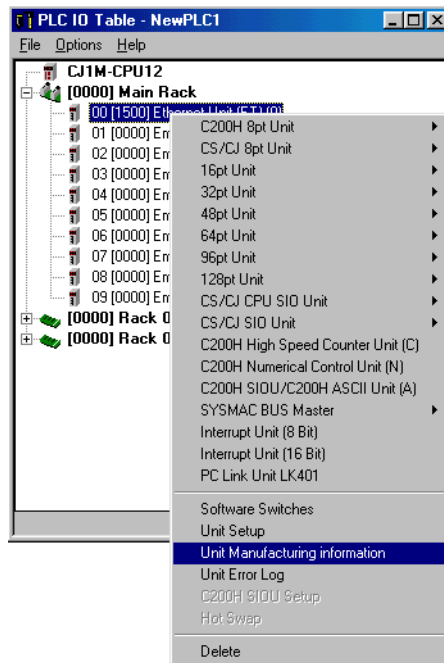 PLC IO Table - NewPLC1
File Options Help
CJ1M-CPU12
[0000] Main Rack
00 [1500] Ethernet Unit (ET) (0)
01 [0000] Em
02 [0000] Em
03 [0000] Em
04 [0000] Em
05 [0000] Em
06 [0000] Em
07 [0000] Em
08 [0000] Em
09 [0000] Em
[0000] Rack 0
[0000] Rack 0
C200H 8pt Unit
CS/CJ 8pt Unit
16pt Unit
32pt Unit
48pt Unit
64pt Unit
96pt Unit
128pt Unit
CS/CJ CPU SIO Unit
CS/CJ SIO Unit
C200H High Speed Counter Unit (C)
C200H Numerical Control Unit (N)
C200H SIOU/C200H ASCII Unit (A)
SYSMAC BUS Master
Interrupt Unit (8 Bit)
Interrupt Unit (16 Bit)
PC Link Unit LK401
Software Switches
Unit Setup
Unit Manufacturing information
Unit Error Log
C200H SIOU Setup
Hot Swap
Delete